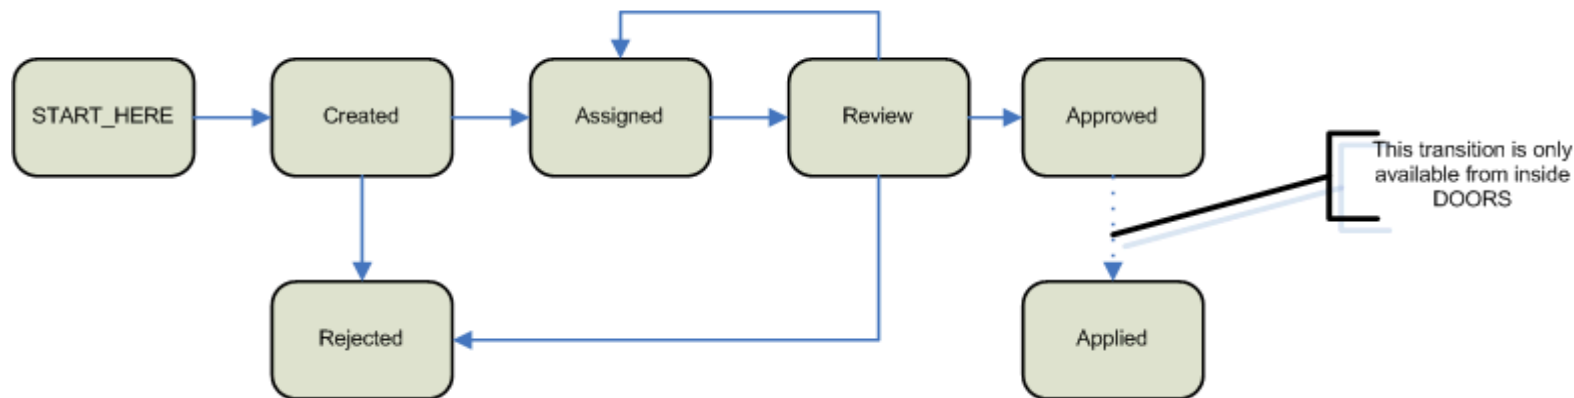 START_HERE
Created
Assigned
Review
Approved
This transition is only
available from inside
DOORS
Rejected
Applied